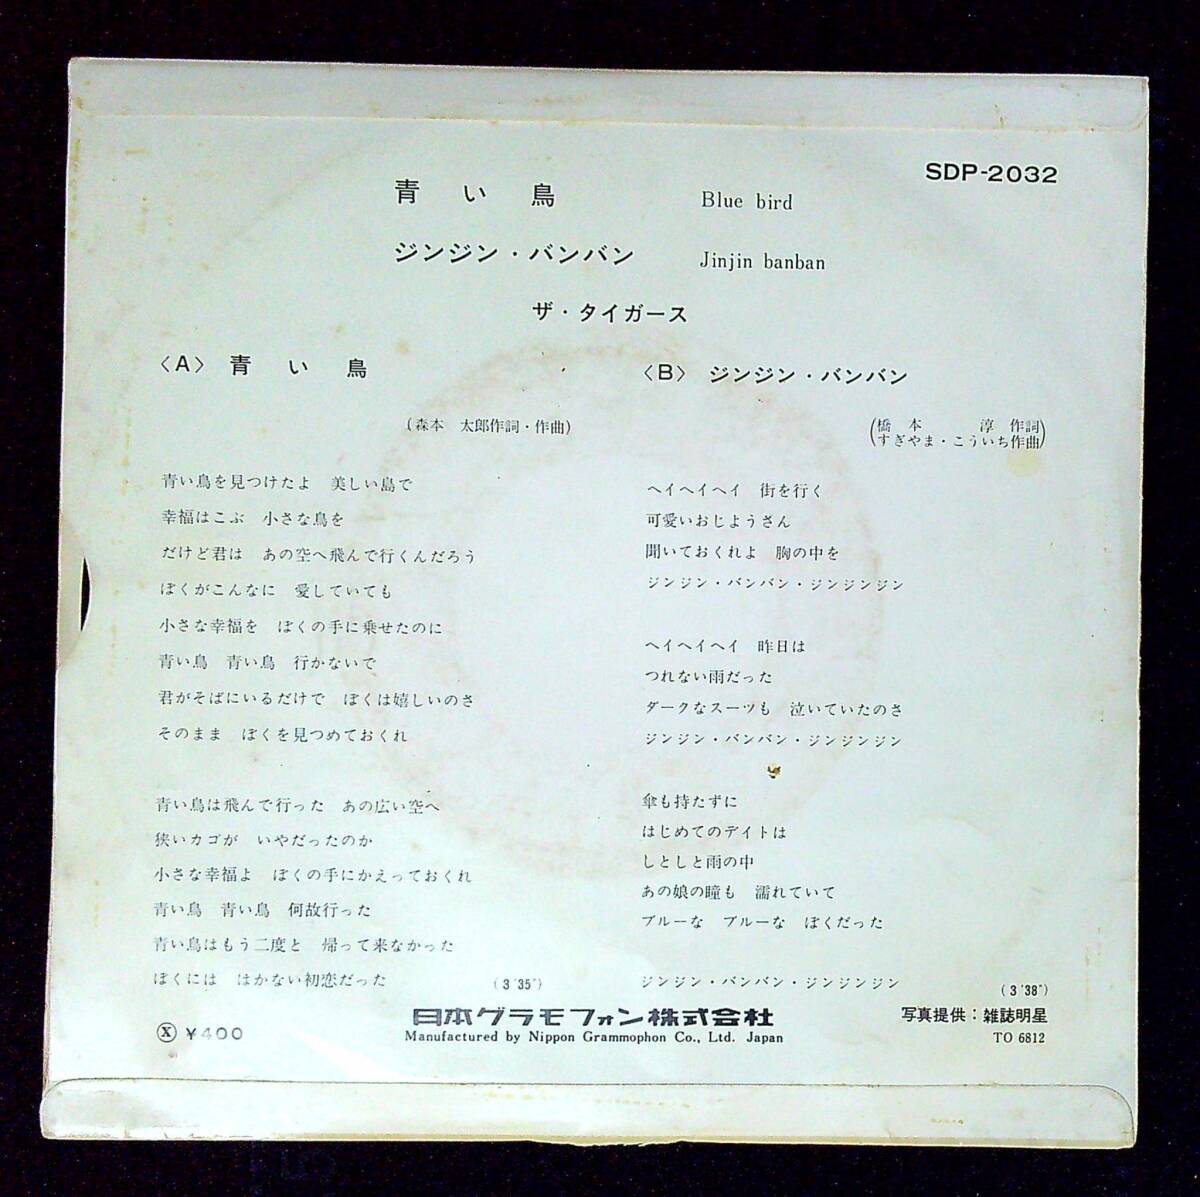 SDP-2032
青い鳥 Blue bird
ジンジン・バンバン Jinjin banban
ザ・タイガース
〈A〉 青い鳥
(森本 太郎作詞・作曲)
青い鳥を見つけたよ 美しい島で
幸福はこぶ 小さな鳥を
だけど君は あの空へ飛んで行くんだろう
ぼくがこんなに 愛していても
小さな幸福を ぼくの手に乗せたのに
青い鳥 青い鳥 行かないで
君がそばにいるだけで ぼくは嬉しいのさ
そのまま ぼくを見つめておくれ
青い鳥は飛んで行った あの広い空へ
狭いカゴが いやだったのか
小さな幸福よ ぼくの手にかえっておくれ
青い鳥 青い鳥 何故行った
青い鳥はもう二度と 帰って来なかった
ぼくには はかない初恋だった
(3'35")
〈B〉 ジンジン・バンバン
(橋本 淳作詞
すぎやま・こういち作曲)
ヘイヘイヘイ 街を行く
可愛いおじようさん
聞いておくれよ 胸の中を
ジンジン・バンバン・ジンジンジン
ヘイヘイヘイ 昨日は
つれない雨だった
ダークなスーツも 泣いていたのさ
ジンジン・バンバン・ジンジンジン
傘も持たずに
はじめてのデイトは
しとしと雨の中
あの娘の瞳も 濡れていて
ブルーな ブルーな ぼくだった
ジンジン・バンバン・ジンジンジン
(3'38")
Ⓧ ¥400
日本グラモフォン株式会社
Manufactured by Nippon Grammophon Co., Ltd. Japan
写真提供：雑誌明星
TO 6812